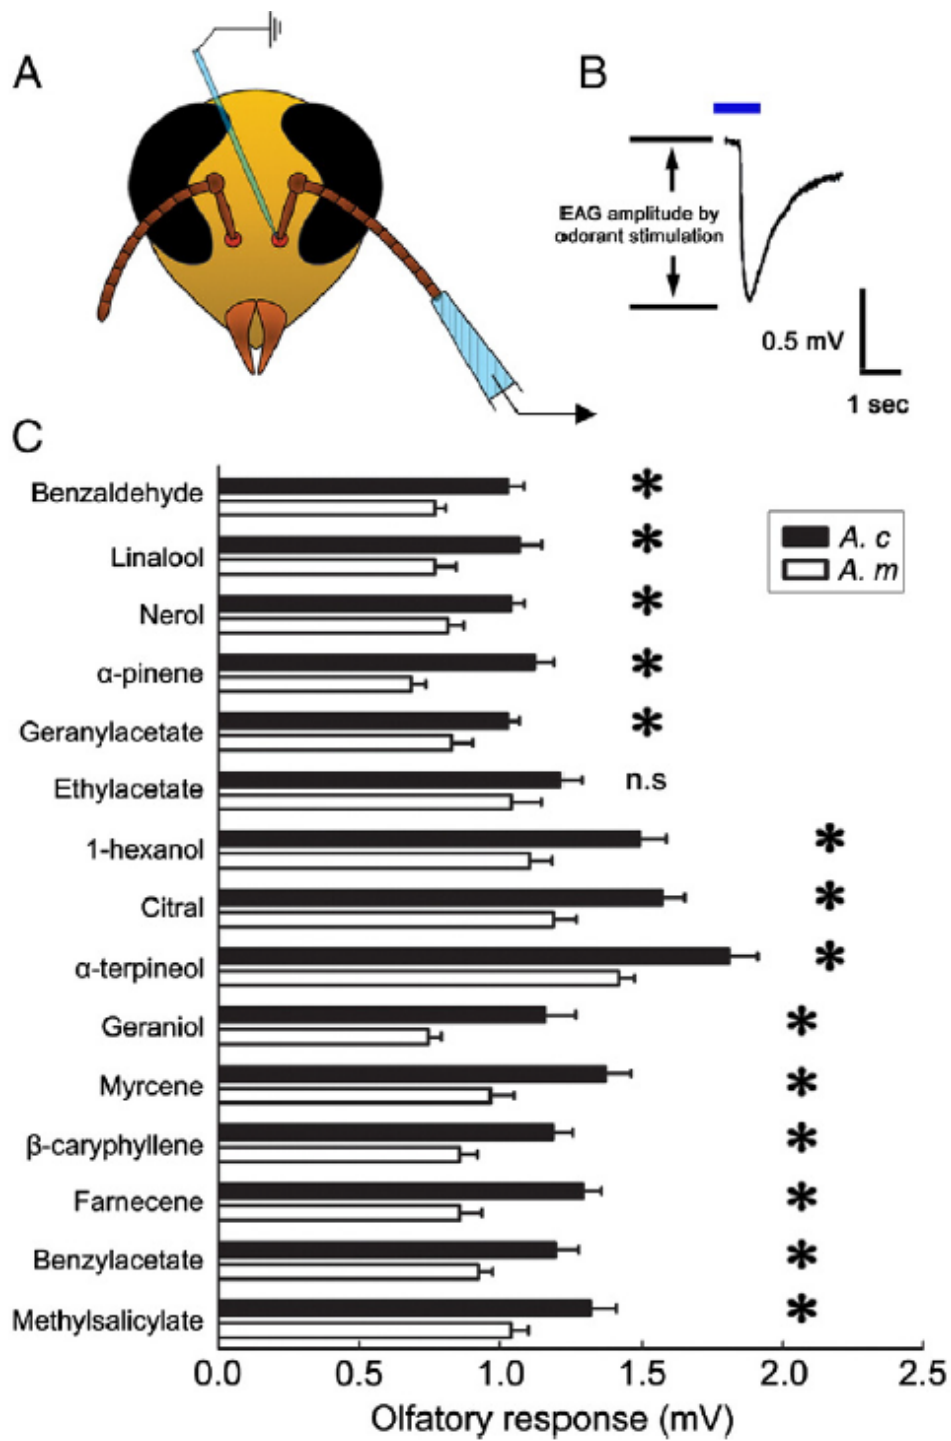 A
B
EAG amplitude by
odorant stimulation
0.5 mV
1 sec
C
Benzaldehyde
Linalool
Nerol
α-pinene
Geranylacetate
Ethylacetate
1-hexanol
Citral
α-terpineol
Geraniol
Myrcene
β-caryphyllene
Farnecene
Benzylacetate
Methylsalicylate
*
*
*
*
*
n.s
*
*
*
*
*
*
*
*
*
A. c
A. m
0.0 0.5 1.0 1.5 2.0 2.5
Olfatory response (mV)